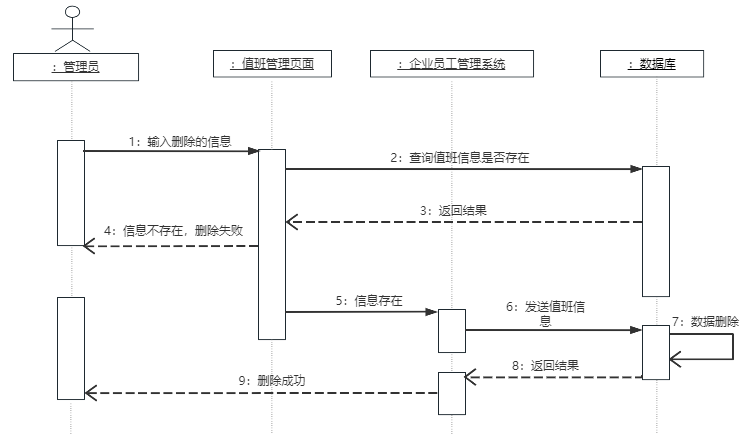 ：管理员
：值班管理页面
：企业员工管理系统
：数据库
1：输入删除的信息
2：查询值班信息是否存在
3：返回结果
4：信息不存在，删除失败
5：信息存在
6：发送值班信
息
7：数据删除
8：返回结果
9：删除成功